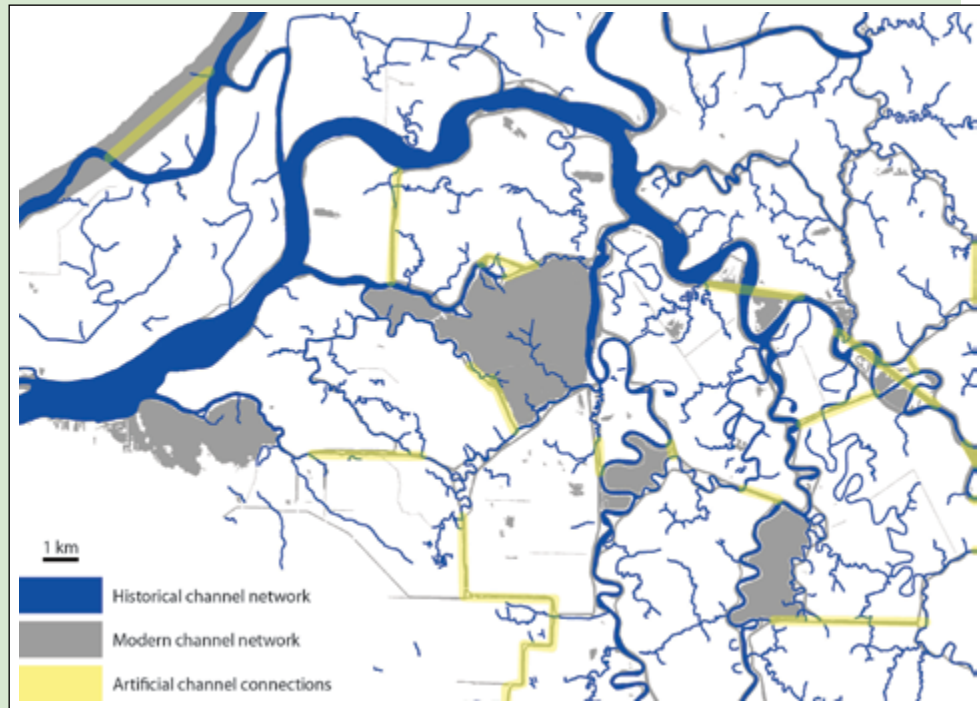 1 km
Historical channel network
Modern channel network
Artificial channel connections